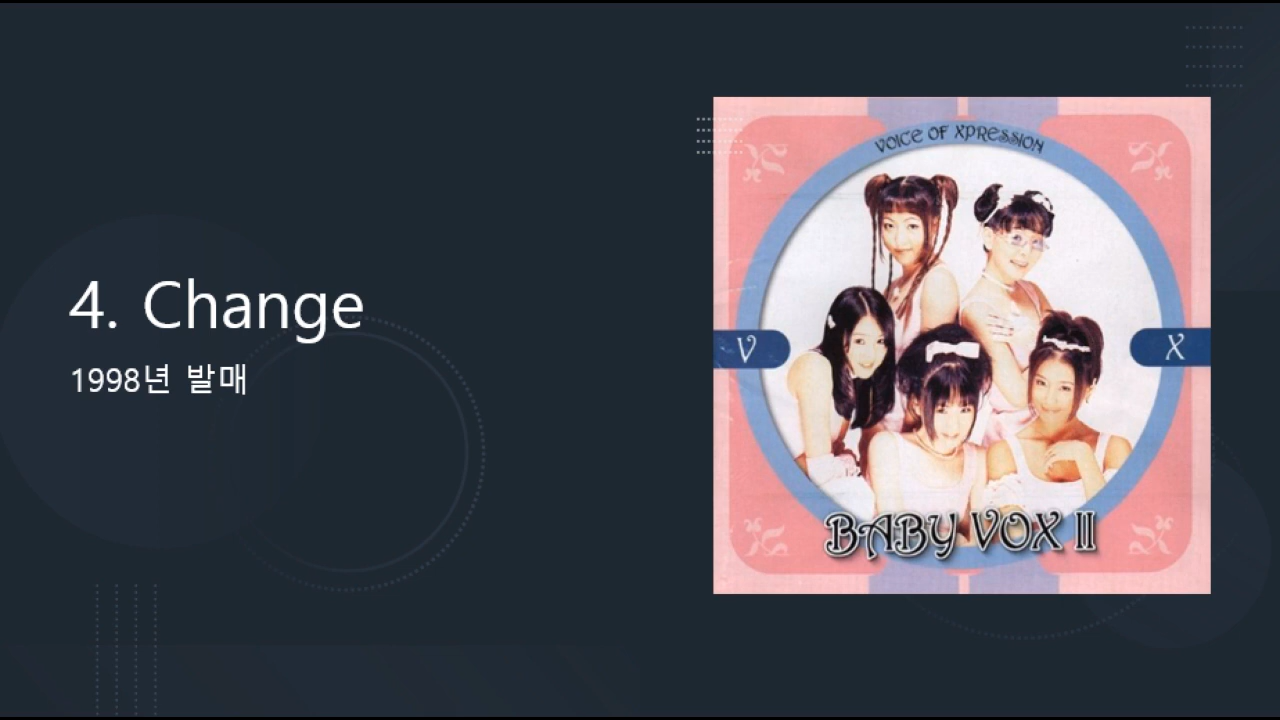 4. Change
1998년 발매
VOICE OF XPRESSION
V
X
BABY VOX II